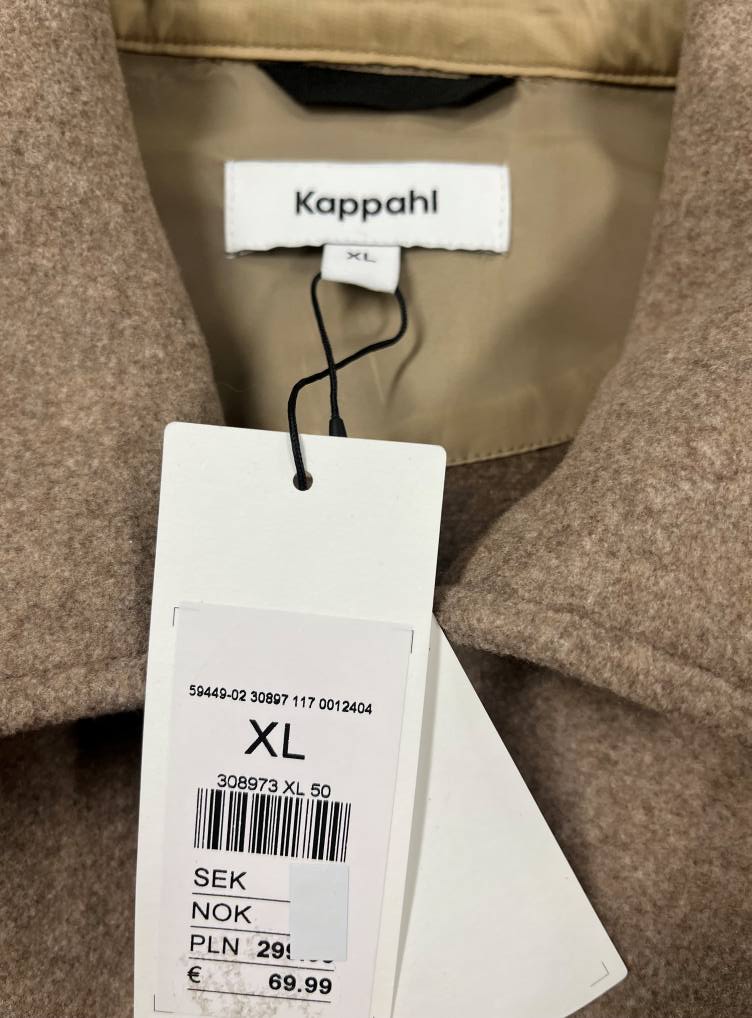 Kappahl
XL
59449-02 30897 117 0012404
XL
308973 XL 50
SEK
NOK
PLN
€ 69.99